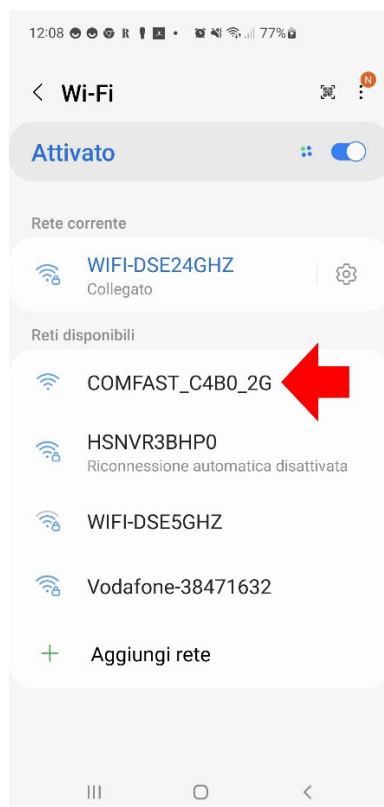 12:08 R 77%
Wi-Fi
N
Attivato
Rete corrente
WIFI-DSE24GHZ
Collegato
Reti disponibili
COMFAST_C4B0_2G
HSNVR3BHP0
Riconnessione automatica disattivata
WIFI-DSE5GHZ
Vodafone-38471632
Aggiungi rete